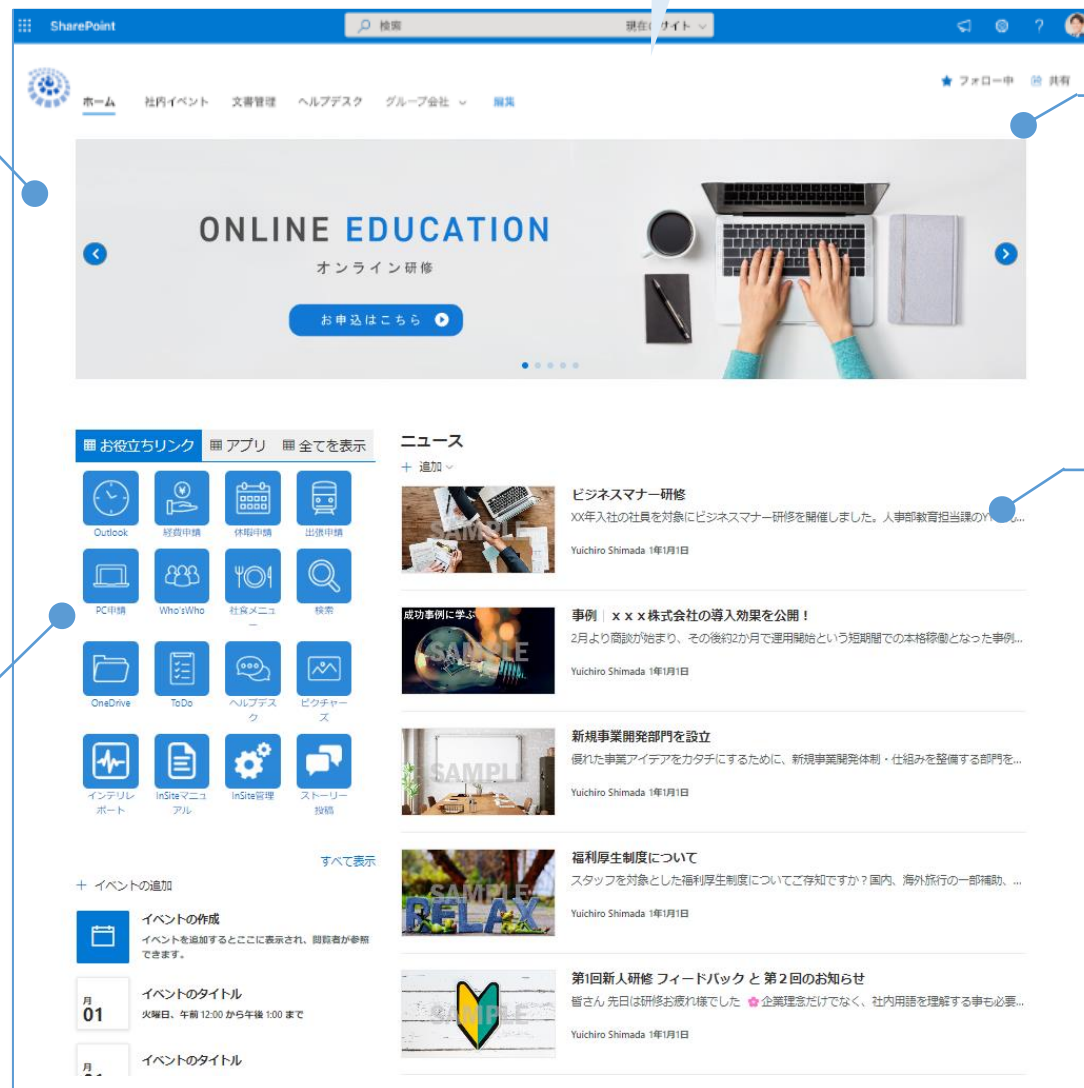 SharePoint
検索
現在のサイト
フォロー中
共有
ホーム
社内イベント
文書管理
ヘルプデスク
グループ会社
編集
ONLINE EDUCATION
オンライン研修
お申込はこちら
お役立ちリンク
アプリ
全てを表示
Outlook
経費申請
休暇申請
出張申請
PC申請
Who'sWho
社食メニュ
ー
検索
OneDrive
ToDo
ヘルプデス
ク
ピクチャー
ズ
インテリレ
ポート
InSiteマニュ
アル
InSite管理
ストーリー
投稿
すべて表示
+ イベントの追加
イベントの作成
イベントを追加するとここに表示され、閲覧者が参照
できます。
月
01
イベントのタイトル
火曜日、午前 12:00 から午後 1:00 まで
月
イベントのタイトル
ニュース
+ 追加
SAMPLE
ビジネスマナー研修
XX年入社の社員を対象にビジネスマナー研修を開催しました。人事部教育担当課の
Yuichiro Shimada 1年1月1日
成功事例に学ぶ
SAMPLE
事例｜ｘｘｘ株式会社の導入効果を公開！
2月より商談が始まり、その後約2か月で運用開始という短期間での本格稼働となった事例...
Yuichiro Shimada 1年1月1日
SAMPLE
新規事業開発部門を設立
優れた事業アイデアをカタチにするために、新規事業開発体制・仕組みを整備する部門を...
Yuichiro Shimada 1年1月1日
SAMPLE
RELAX
福利厚生制度について
スタッフを対象とした福利厚生制度についてご存知ですか？国内、海外旅行の一部補助、...
Yuichiro Shimada 1年1月1日
SAMPLE
第1回新人研修 フィードバック と 第２回のお知らせ
皆さん 先日は研修お疲れ様でした 🌸企業理念だけでなく、社内用語を理解する事も必要...
Yuichiro Shimada 1年1月1日